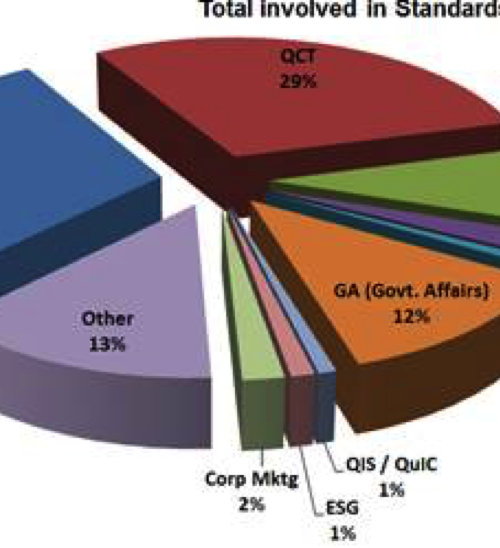 Total involved in Standards
QCT
29%
GA (Govt. Affairs)
12%
Other
13%
QIS / QuIC
1%
Corp Mktg
2%
ESG
1%